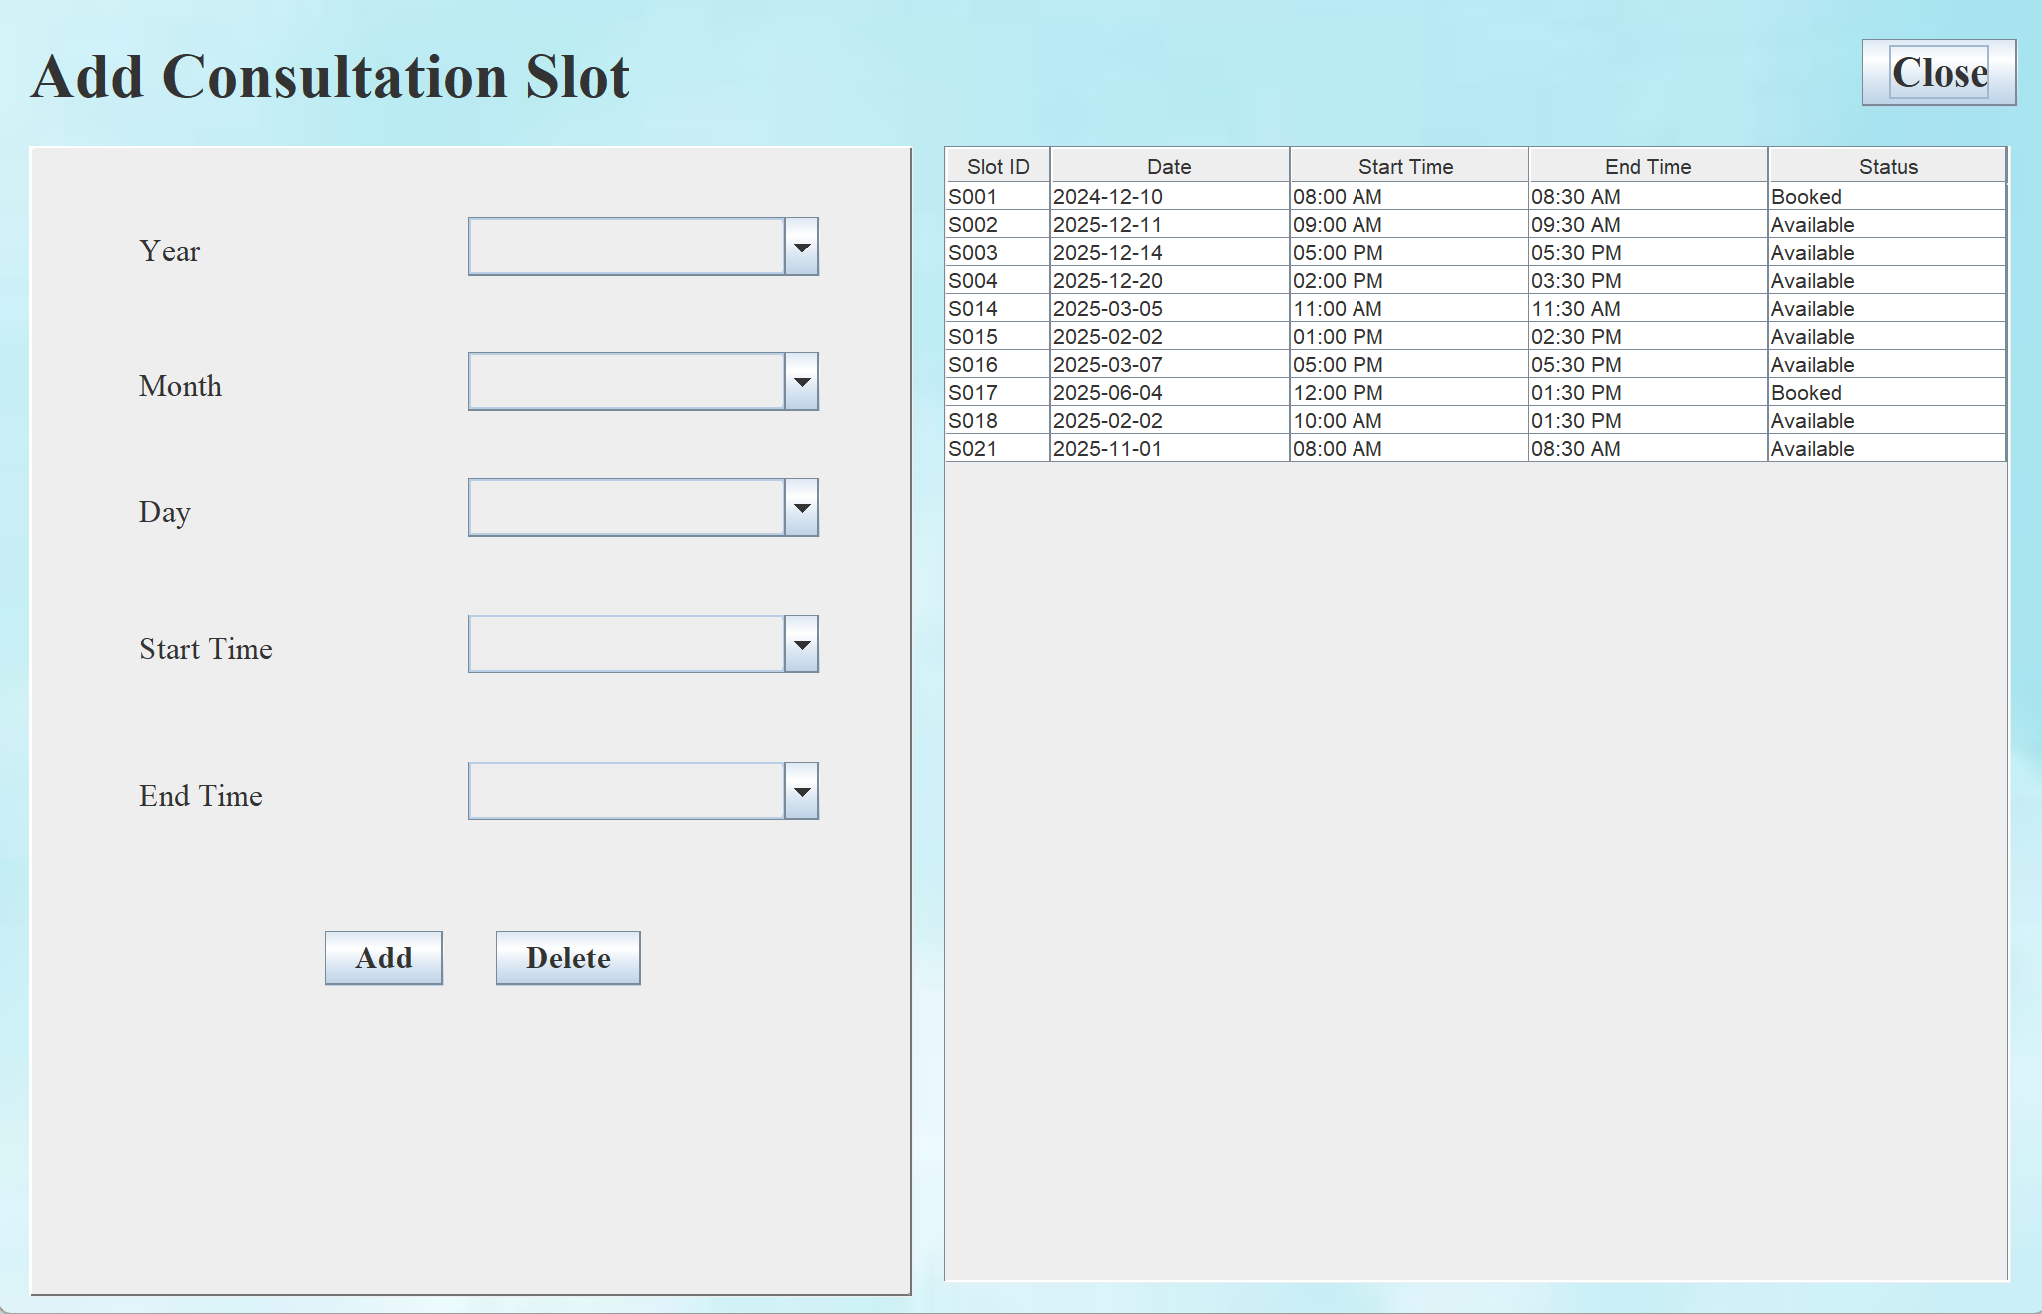 Add Consultation Slot
Close
Year
Month
Day
Start Time
End Time
Add Delete
Slot ID Date Start Time End Time Status
S001 2024-12-10 08:00 AM 08:30 AM Booked
S002 2025-12-11 09:00 AM 09:30 AM Available
S003 2025-12-14 05:00 PM 05:30 PM Available
S004 2025-12-20 02:00 PM 03:30 PM Available
S014 2025-03-05 11:00 AM 11:30 AM Available
S015 2025-02-02 01:00 PM 02:30 PM Available
S016 2025-03-07 05:00 PM 05:30 PM Available
S017 2025-06-04 12:00 PM 01:30 PM Booked
S018 2025-02-02 10:00 AM 01:30 PM Available
S021 2025-11-01 08:00 AM 08:30 AM Available